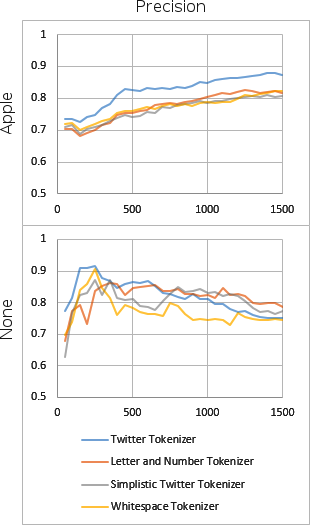 Precision
Apple
1
0.9
0.8
0.7
0.6
0.5
0 500 1000 1500
None
1
0.9
0.8
0.7
0.6
0.5
0 500 1000 1500
Twitter Tokenizer
Letter and Number Tokenizer
Simplistic Twitter Tokenizer
Whitespace Tokenizer